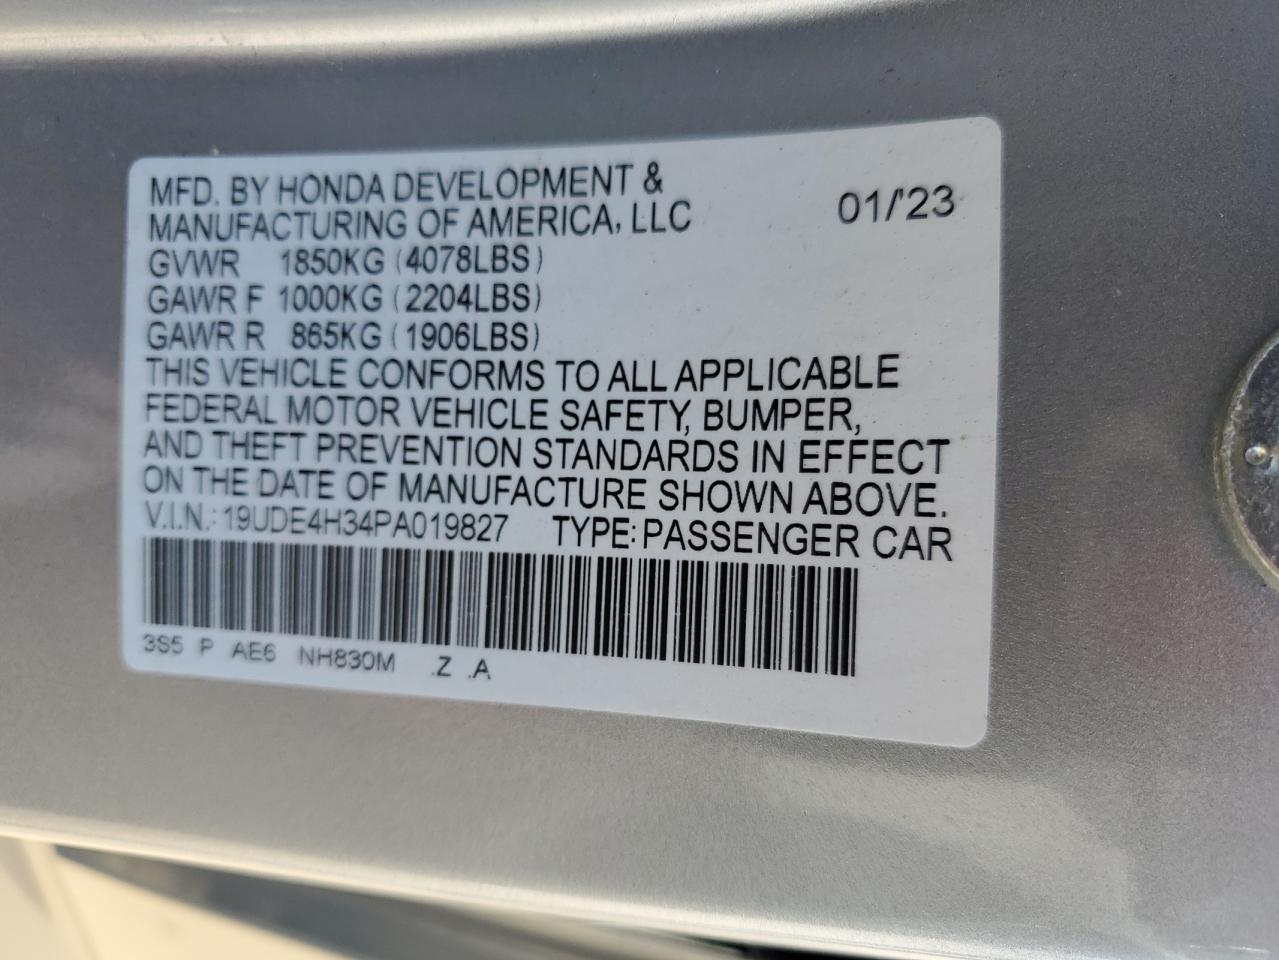 MFD. BY HONDA DEVELOPMENT &
MANUFACTURING OF AMERICA, LLC 01/'23
GVWR 1850KG (4078LBS)
GAWR F 1000KG (2204LBS)
GAWR R 865KG (1906LBS)
THIS VEHICLE CONFORMS TO ALL APPLICABLE
FEDERAL MOTOR VEHICLE SAFETY, BUMPER,
AND THEFT PREVENTION STANDARDS IN EFFECT
ON THE DATE OF MANUFACTURE SHOWN ABOVE.
V.I.N.: 19UDE4H34PA019827 TYPE: PASSENGER CAR
3S5 P AE6 NH830M .Z .A